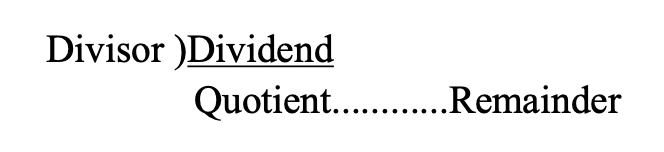 Divisor )Dividend
Quotient............Remainder